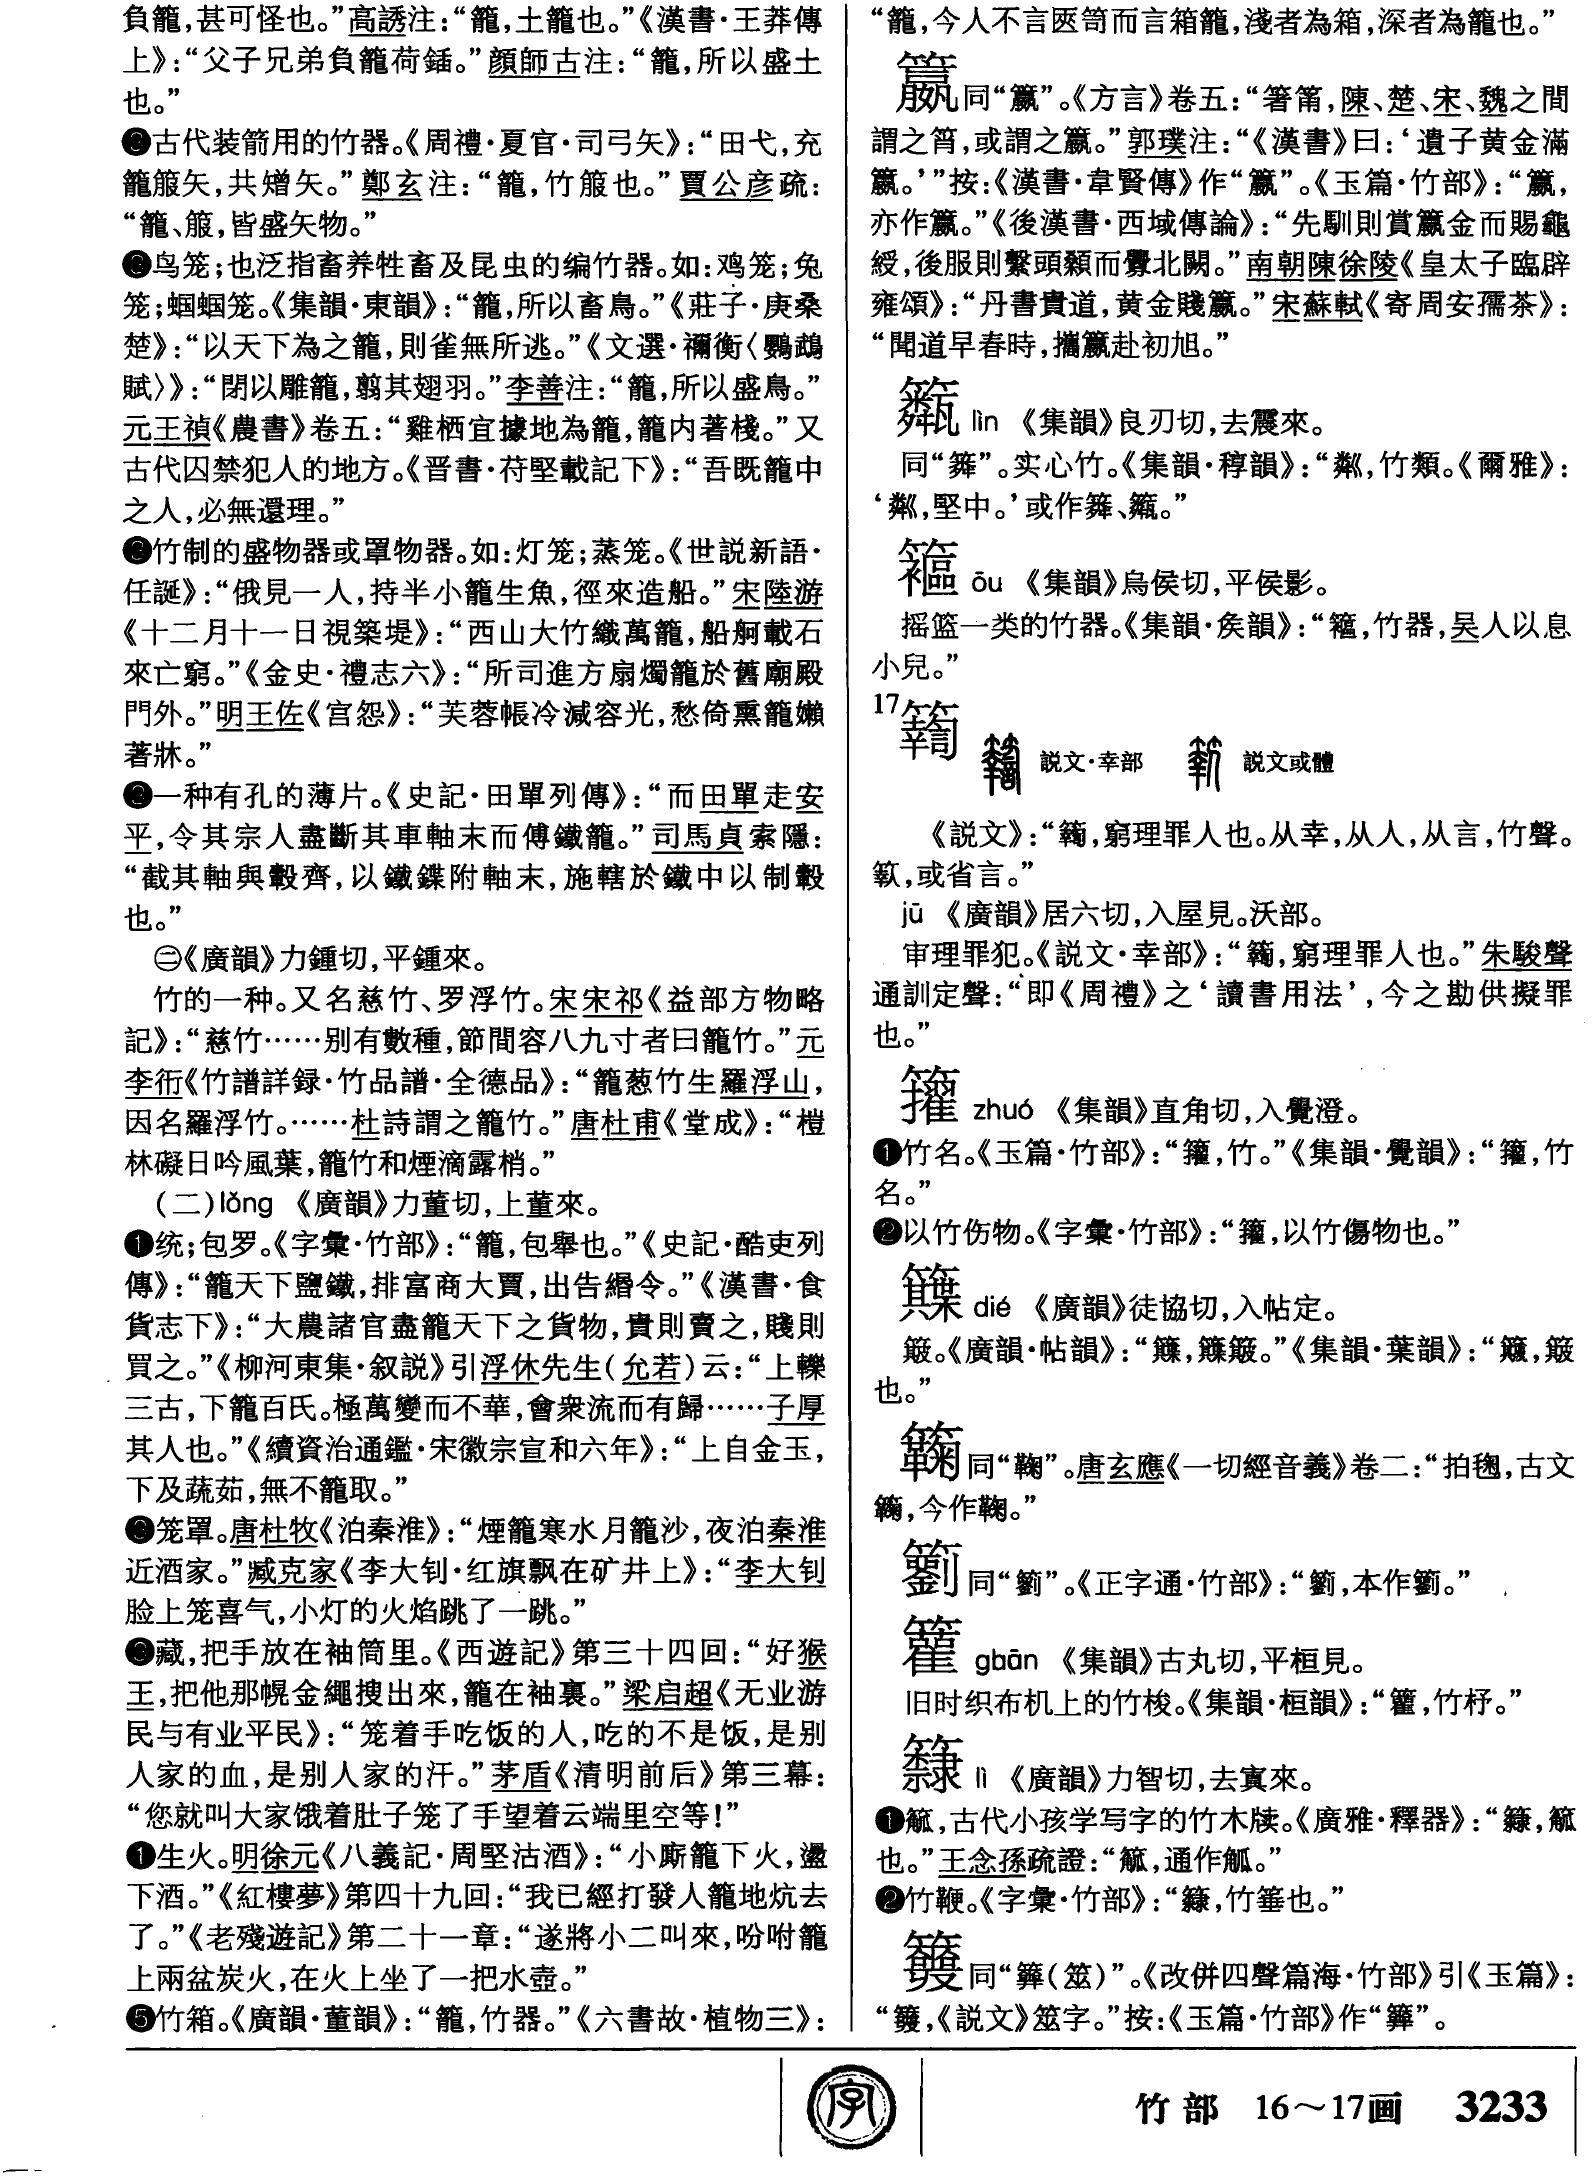 負籠，甚可怪也。”高誘注：“籠，土籠也。”《漢書·王莽傳
上》：“父子兄弟負籠荷鍤。”顔師古注：“籠，所以盛土
也。”
古代装箭用的竹器。《周禮·夏官·司弓矢》：“田弋，充
籠箙矢，共矰矢。”鄭玄注：“籠，竹箙也。”賈公彦疏：
“籠、箙，皆盛矢物。”
鸟笼；也泛指畜养牲畜及昆虫的编竹器。如：鸡笼；兔
笼；蝈蝈笼。《集韻·東韻》：“籠，所以畜鳥。”《莊子·庚桑
楚》：“以天下為之籠，則雀無所逃。”《文選·禰衡〈鸚鵡
賦〉》：“閉以雕籠，翦其翅羽。”李善注：“籠，所以盛鳥。”
元王禎《農書》卷五：“雞栖宜據地為籠，籠内著棧。”又
古代囚禁犯人的地方。《晋書·苻堅載記下》：“吾既籠中
之人，必無還理。”
竹制的盛物器或罩物器。如：灯笼；蒸笼。《世説新語·
任誕》：“俄見一人，持半小籠生魚，徑來造船。”宋陸游
《十二月十一日視築堤》：“西山大竹織萬籠，船舸載石
來亡窮。”《金史·禮志六》：“所司進方扇燭籠於舊廟殿
門外。”明王佐《宫怨》：“芙蓉帳冷減容光，愁倚熏籠嬾
著牀。”
一种有孔的薄片。《史記·田單列傳》：“而田單走安
平，令其宗人盡斷其車軸末而傅鐵籠。”司馬貞索隱：
“截其軸與轂齊，以鐵鍱附軸末，施轄於鐵中以制轂
也。”
㊁《廣韻》力鍾切，平鍾來。
竹的一种。又名慈竹、罗浮竹。宋宋祁《益部方物略
記》：“慈竹……别有數種，節間容八九寸者曰籠竹。”元
李衎《竹譜詳録·竹品譜·全德品》：“籠葱竹生羅浮山，
因名羅浮竹。……杜詩謂之籠竹。”唐杜甫《堂成》：“榿
林礙日吟風葉，籠竹和煙滴露梢。”
（二）lǒng 《廣韻》力董切，上董來。
❶统；包罗。《字彙·竹部》：“籠，包舉也。”《史記·酷吏列
傳》：“籠天下鹽鐵，排富商大賈，出告緡令。”《漢書·食
貨志下》：“大農諸官盡籠天下之貨物，貴則賣之，賤則
買之。”《柳河東集·叙説》引浮休先生（允若）云：“上轢
三古，下籠百氏。極萬變而不華，會衆流而有歸……子厚
其人也。”《續資治通鑑·宋徽宗宣和六年》：“上自金玉，
下及蔬茹，無不籠取。”
笼罩。唐杜牧《泊秦淮》：“煙籠寒水月籠沙，夜泊秦淮
近酒家。”臧克家《李大钊·红旗飘在矿井上》：“李大钊
脸上笼喜气，小灯的火焰跳了一跳。”
藏，把手放在袖筒里。《西遊記》第三十四回：“好猴
王，把他那幌金繩搜出來，籠在袖裏。”梁启超《无业游
民与有业平民》：“笼着手吃饭的人，吃的不是饭，是别
人家的血，是别人家的汗。”茅盾《清明前后》第三幕：
“您就叫大家饿着肚子笼了手望着云端里空等！”
❶生火。明徐元《八義記·周堅沽酒》：“小廝籠下火，盪
下酒。”《紅樓夢》第四十九回：“我已經打發人籠地炕去
了。”《老殘遊記》第二十一章：“遂將小二叫來，吩咐籠
上兩盆炭火，在火上坐了一把水壺。”
❺竹箱。《廣韻·董韻》：“籠，竹器。”《六書故·植物三》：
“籠，今人不言医笥而言箱籠，淺者為箱，深者為籠也。”
同“籯”。《方言》卷五：“箸筩，陳、楚、宋、魏之間
謂之筲，或謂之籯。”郭璞注：“《漢書》曰：‘遺子黄金滿
籯。’”按：《漢書·韋賢傳》作“籯”。《玉篇·竹部》：“籯，
亦作籝。”《後漢書·西域傳論》：“先馴則賞籯金而賜龜
綬，後服則繫頭顙而釁北闕。”南朝陳徐陵《皇太子臨辟
雍頌》：“丹書貴道，黄金賤籯。”宋蘇軾《寄周安孺茶》：
“聞道早春時，攜籯赴初旭。”
lìn 《集韻》良刃切，去震來。
同“䉮”。实心竹。《集韻·稕韻》：“粼，竹類。《爾雅》：
‘粼，堅中。’或作
ōu 《集韻》烏侯切，平侯影。
摇篮一类的竹器。《集韻·矦韻》：“竹器，吴人以息
小兒。”
17
籟 説文·㚔部 説文或體
《説文》：“窮理罪人也。从㚔，从人，从言，竹聲。
或省言。”
jū 《廣韻》居六切，入屋見。沃部。
审理罪犯。《説文·㚔部》：“窮理罪人也。”朱駿聲
通訓定聲：“即《周禮》之‘讀書用法’，今之勘供擬罪
也。”
籗 zhuó 《集韻》直角切，入覺澄。
❶竹名。《玉篇·竹部》：“竹。”《集韻·覺韻》：“竹
名。”
❷以竹伤物。《字彙·竹部》：“以竹傷物也。”
dié 《廣韻》徒協切，入帖定。
簸。《廣韻·帖韻》：“簸。”《集韻·葉韻》：“簸
也。”
同“鞠”。唐玄應《一切經音義》卷二：“拍毱，古文
今作鞠。”
同“籀”。《正字通·竹部》：“本作
gbān 《集韻》古丸切，平桓見。
旧时织布机上的竹梭。《集韻·桓韻》：“竹杼。”
lì 《廣韻》力智切，去寘來。
❶觚，古代小孩学写字的竹木牍。《廣雅·釋器》：“觚
也。”王念孫疏證：“通作觚。”
❷竹鞭。《字彙·竹部》：“竹箠也。”
同“簭（筮）”。《改併四聲篇海·竹部》引《玉篇》：
“《説文》筮字。”按：《玉篇·竹部》作
字
竹部 16～17画 3233